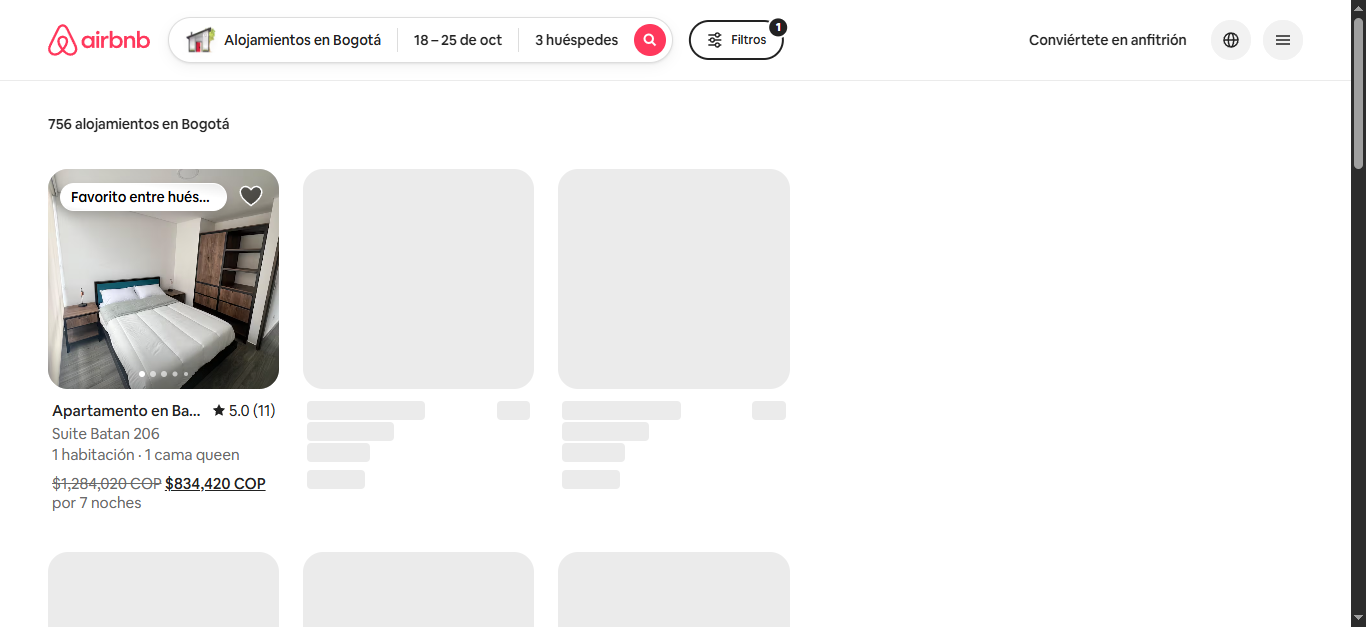 airbnb
Alojamientos en Bogotá
18 – 25 de oct
3 huéspedes
Filtros
1
Conviértete en anfitrión
756 alojamientos en Bogotá
Favorito entre hués...
Apartamento en Ba... 5.0 (11)
Suite Batan 206
1 habitación · 1 cama queen
$1,284,020 COP $834,420 COP
por 7 noches